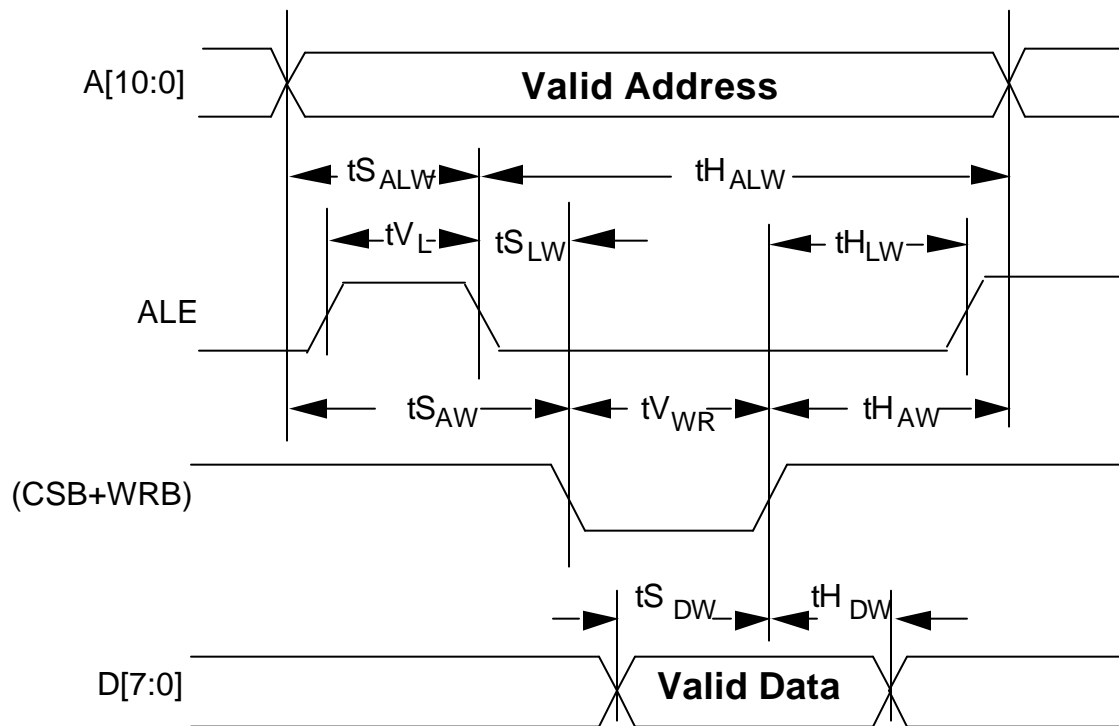 A[10:0]
Valid Address
tS ALW
tH ALW
tV L
tS LW
tH LW
ALE
tS AW
tV WR
tH AW
(CSB+WRB)
tS DW
tH DW
D[7:0]
Valid Data